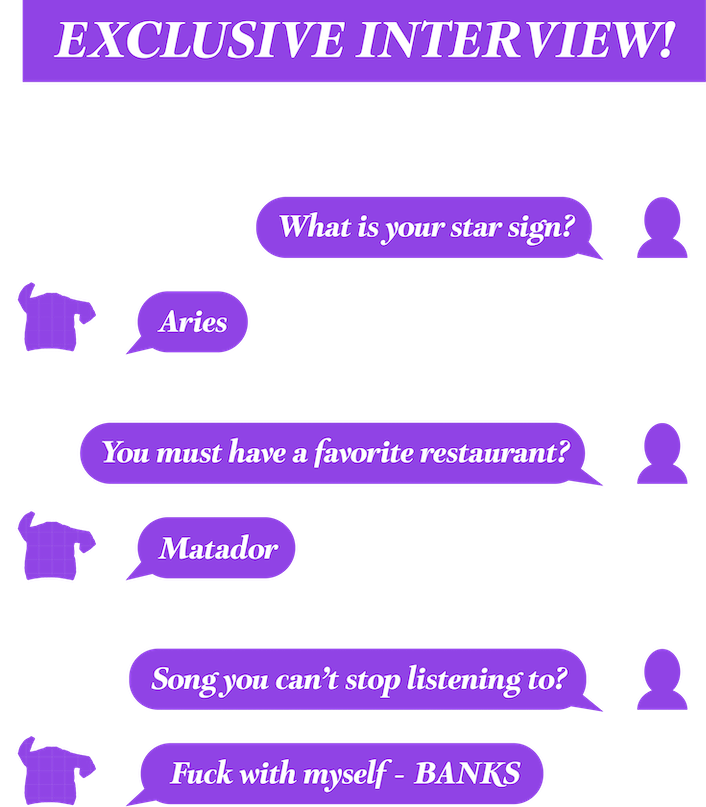 EXCLUSIVE INTERVIEW!
What is your star sign?
Aries
You must have a favorite restaurant?
Matador
Song you can't stop listening to?
Fuck with myself - BANKS